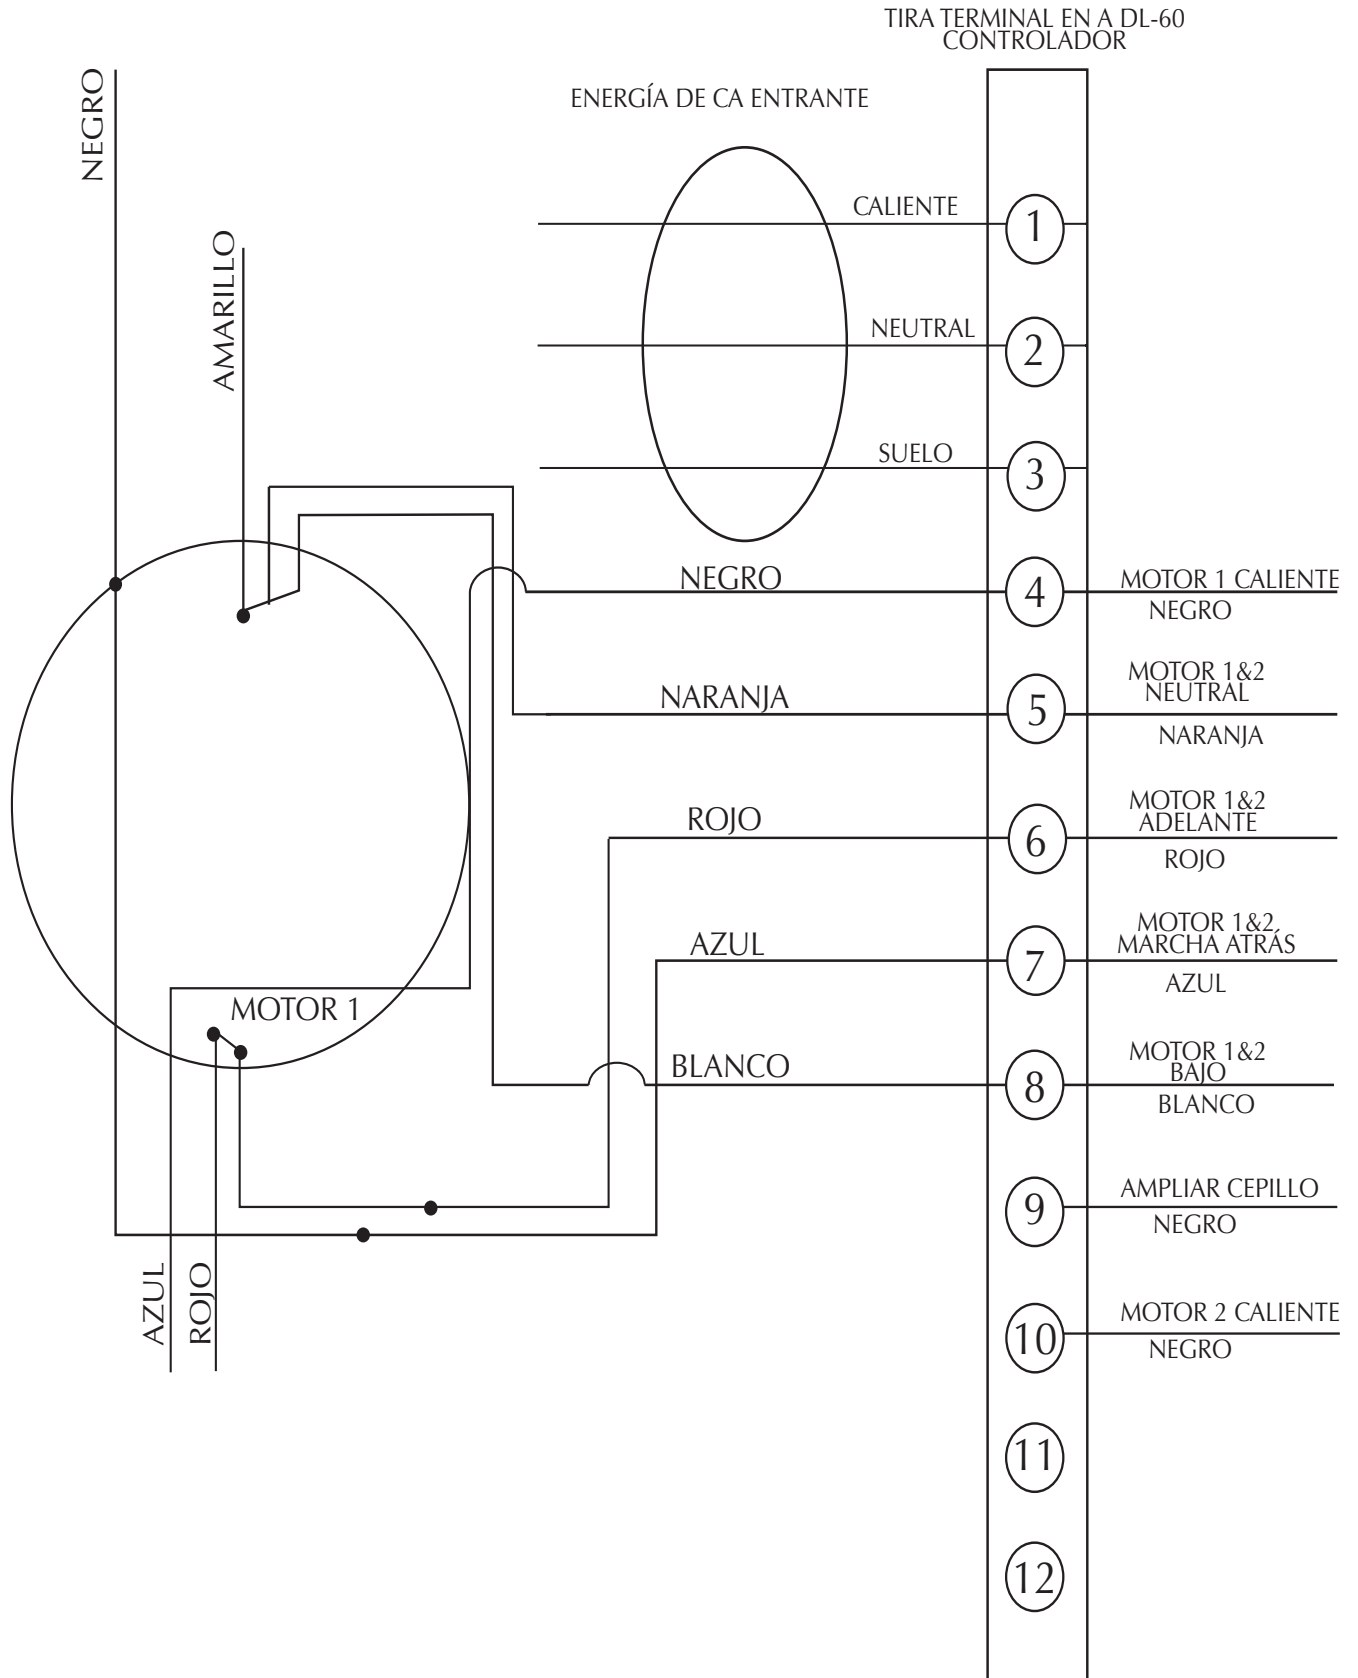 TIRA TERMINAL EN A DL-60
CONTROLADOR
NEGRO
ENERGÍA DE CA ENTRANTE
CALIENTE
1
AMARILLO
NEUTRAL
2
SUELO
3
NEGRO
4
MOTOR 1 CALIENTE
NEGRO
NARANJA
5
MOTOR 1&2
NEUTRAL
NARANJA
ROJO
6
MOTOR 1&2
ADELANTE
ROJO
AZUL
7
MOTOR 1&2
MARCHA ATRÁS
AZUL
MOTOR 1
BLANCO
8
MOTOR 1&2
BAJO
BLANCO
9
AMPLIAR CEPILLO
NEGRO
AZUL
ROJO
10
MOTOR 2 CALIENTE
NEGRO
11
12